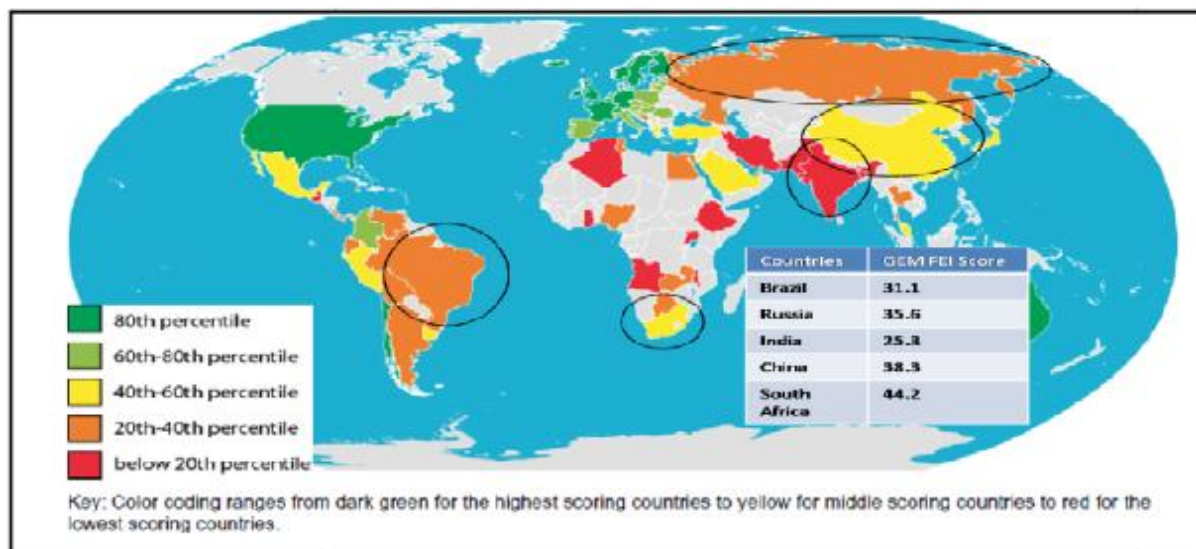 Countries GEM FEI Score
Brazil 31.1
Russia 35.6
India 25.3
China 38.3
South Africa 44.2
80th percentile
60th-80th percentile
40th-60th percentile
20th-40th percentile
below 20th percentile
Key: Color coding ranges from dark green for the highest scoring countries to yellow for middle scoring countries to red for the
lowest scoring countries.